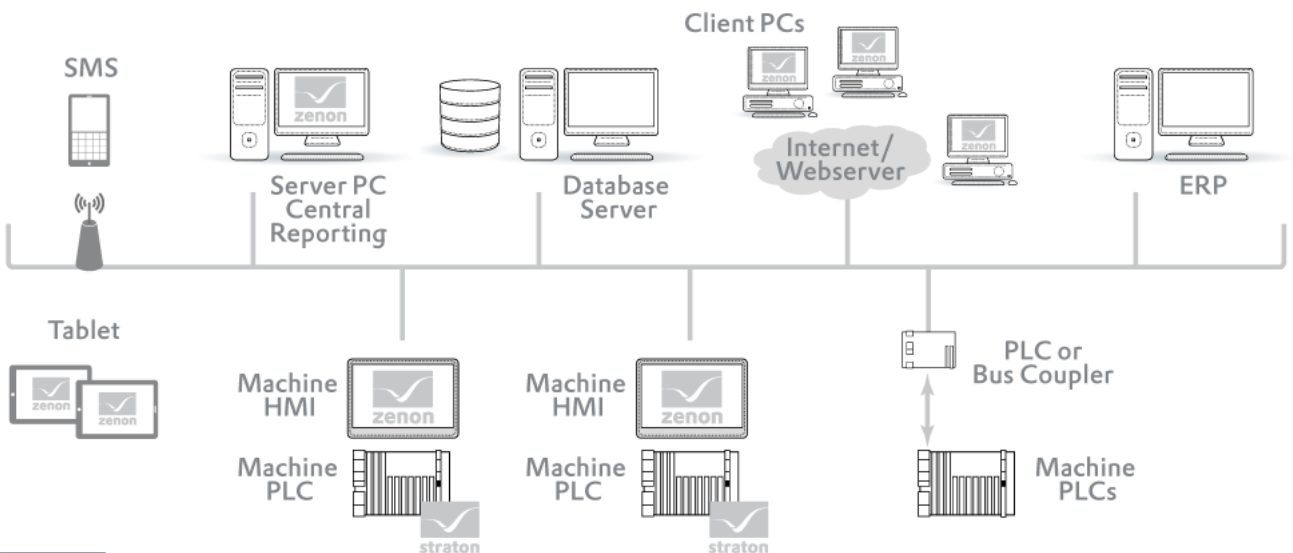 Client PCs
SMS
zenon
zenon
zenon
zenon
Internet/
Webserver
Server PC
Central
Reporting
Database
Server
ERP
Tablet
zenon
zenon
Machine
HMI
zenon
Machine
HMI
zenon
PLC or
Bus Coupler
Machine
PLC
straton
Machine
PLC
straton
Machine
PLCs